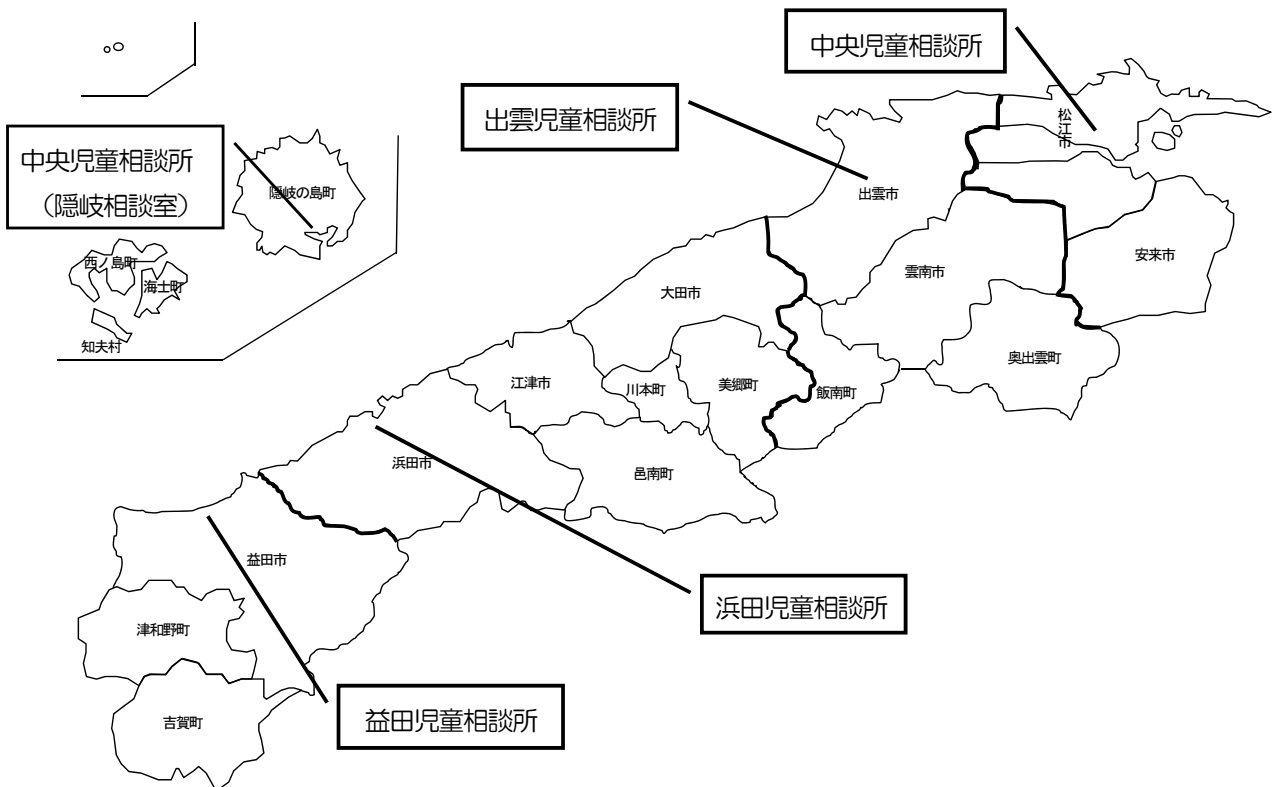 中央児童相談所
出雲児童相談所
松江市
中央児童相談所
（隠岐相談室）
隠岐の島町
出雲市
西ノ島町
海士町
知夫村
安来市
雲南市
大田市
奥出雲町
江津市
川本町
美郷町
飯南町
浜田市
邑南町
益田市
浜田児童相談所
津和野町
益田児童相談所
吉賀町